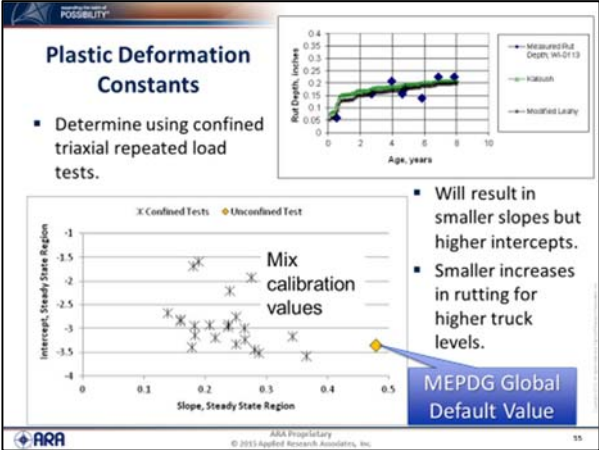 POSSIBILITY
Plastic Deformation
Constants
▪ Determine using confined
triaxial repeated load
tests.
Rut Depth, inches
0.4
0.35
0.3
0.25
0.2
0.15
0.1
0.05
0
0 2 4 6 8 10
Age, years
Measured Rut
Depth, WI-0113
Kaloush
Modified Leahy
Confined Tests Unconfined Test
Intercept, Steady State Region
-1
-1.5
-2
-2.5
-3
-3.5
-4
0 0.1 0.2 0.3 0.4 0.5
Slope, Steady State Region
Mix
calibration
values
▪ Will result in
smaller slopes but
higher intercepts.
▪ Smaller increases
in rutting for
higher truck
levels.
MEPDG Global
Default Value
ARA
ARA Proprietary
© 2015 Applied Research Associates, Inc.
55